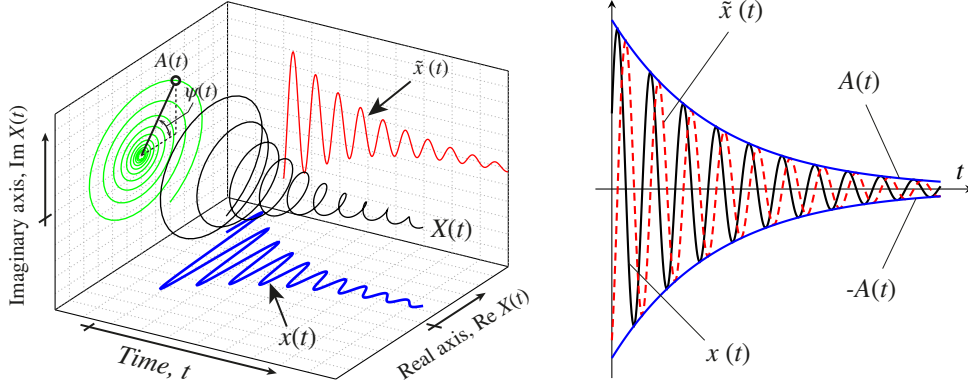 A(t)
ψ(t)
x̃ (t)
X(t)
x(t)
Imaginary axis, Im X(t)
Time, t
Real axis, Re X(t)
x̃ (t)
A(t)
t
-A(t)
x (t)